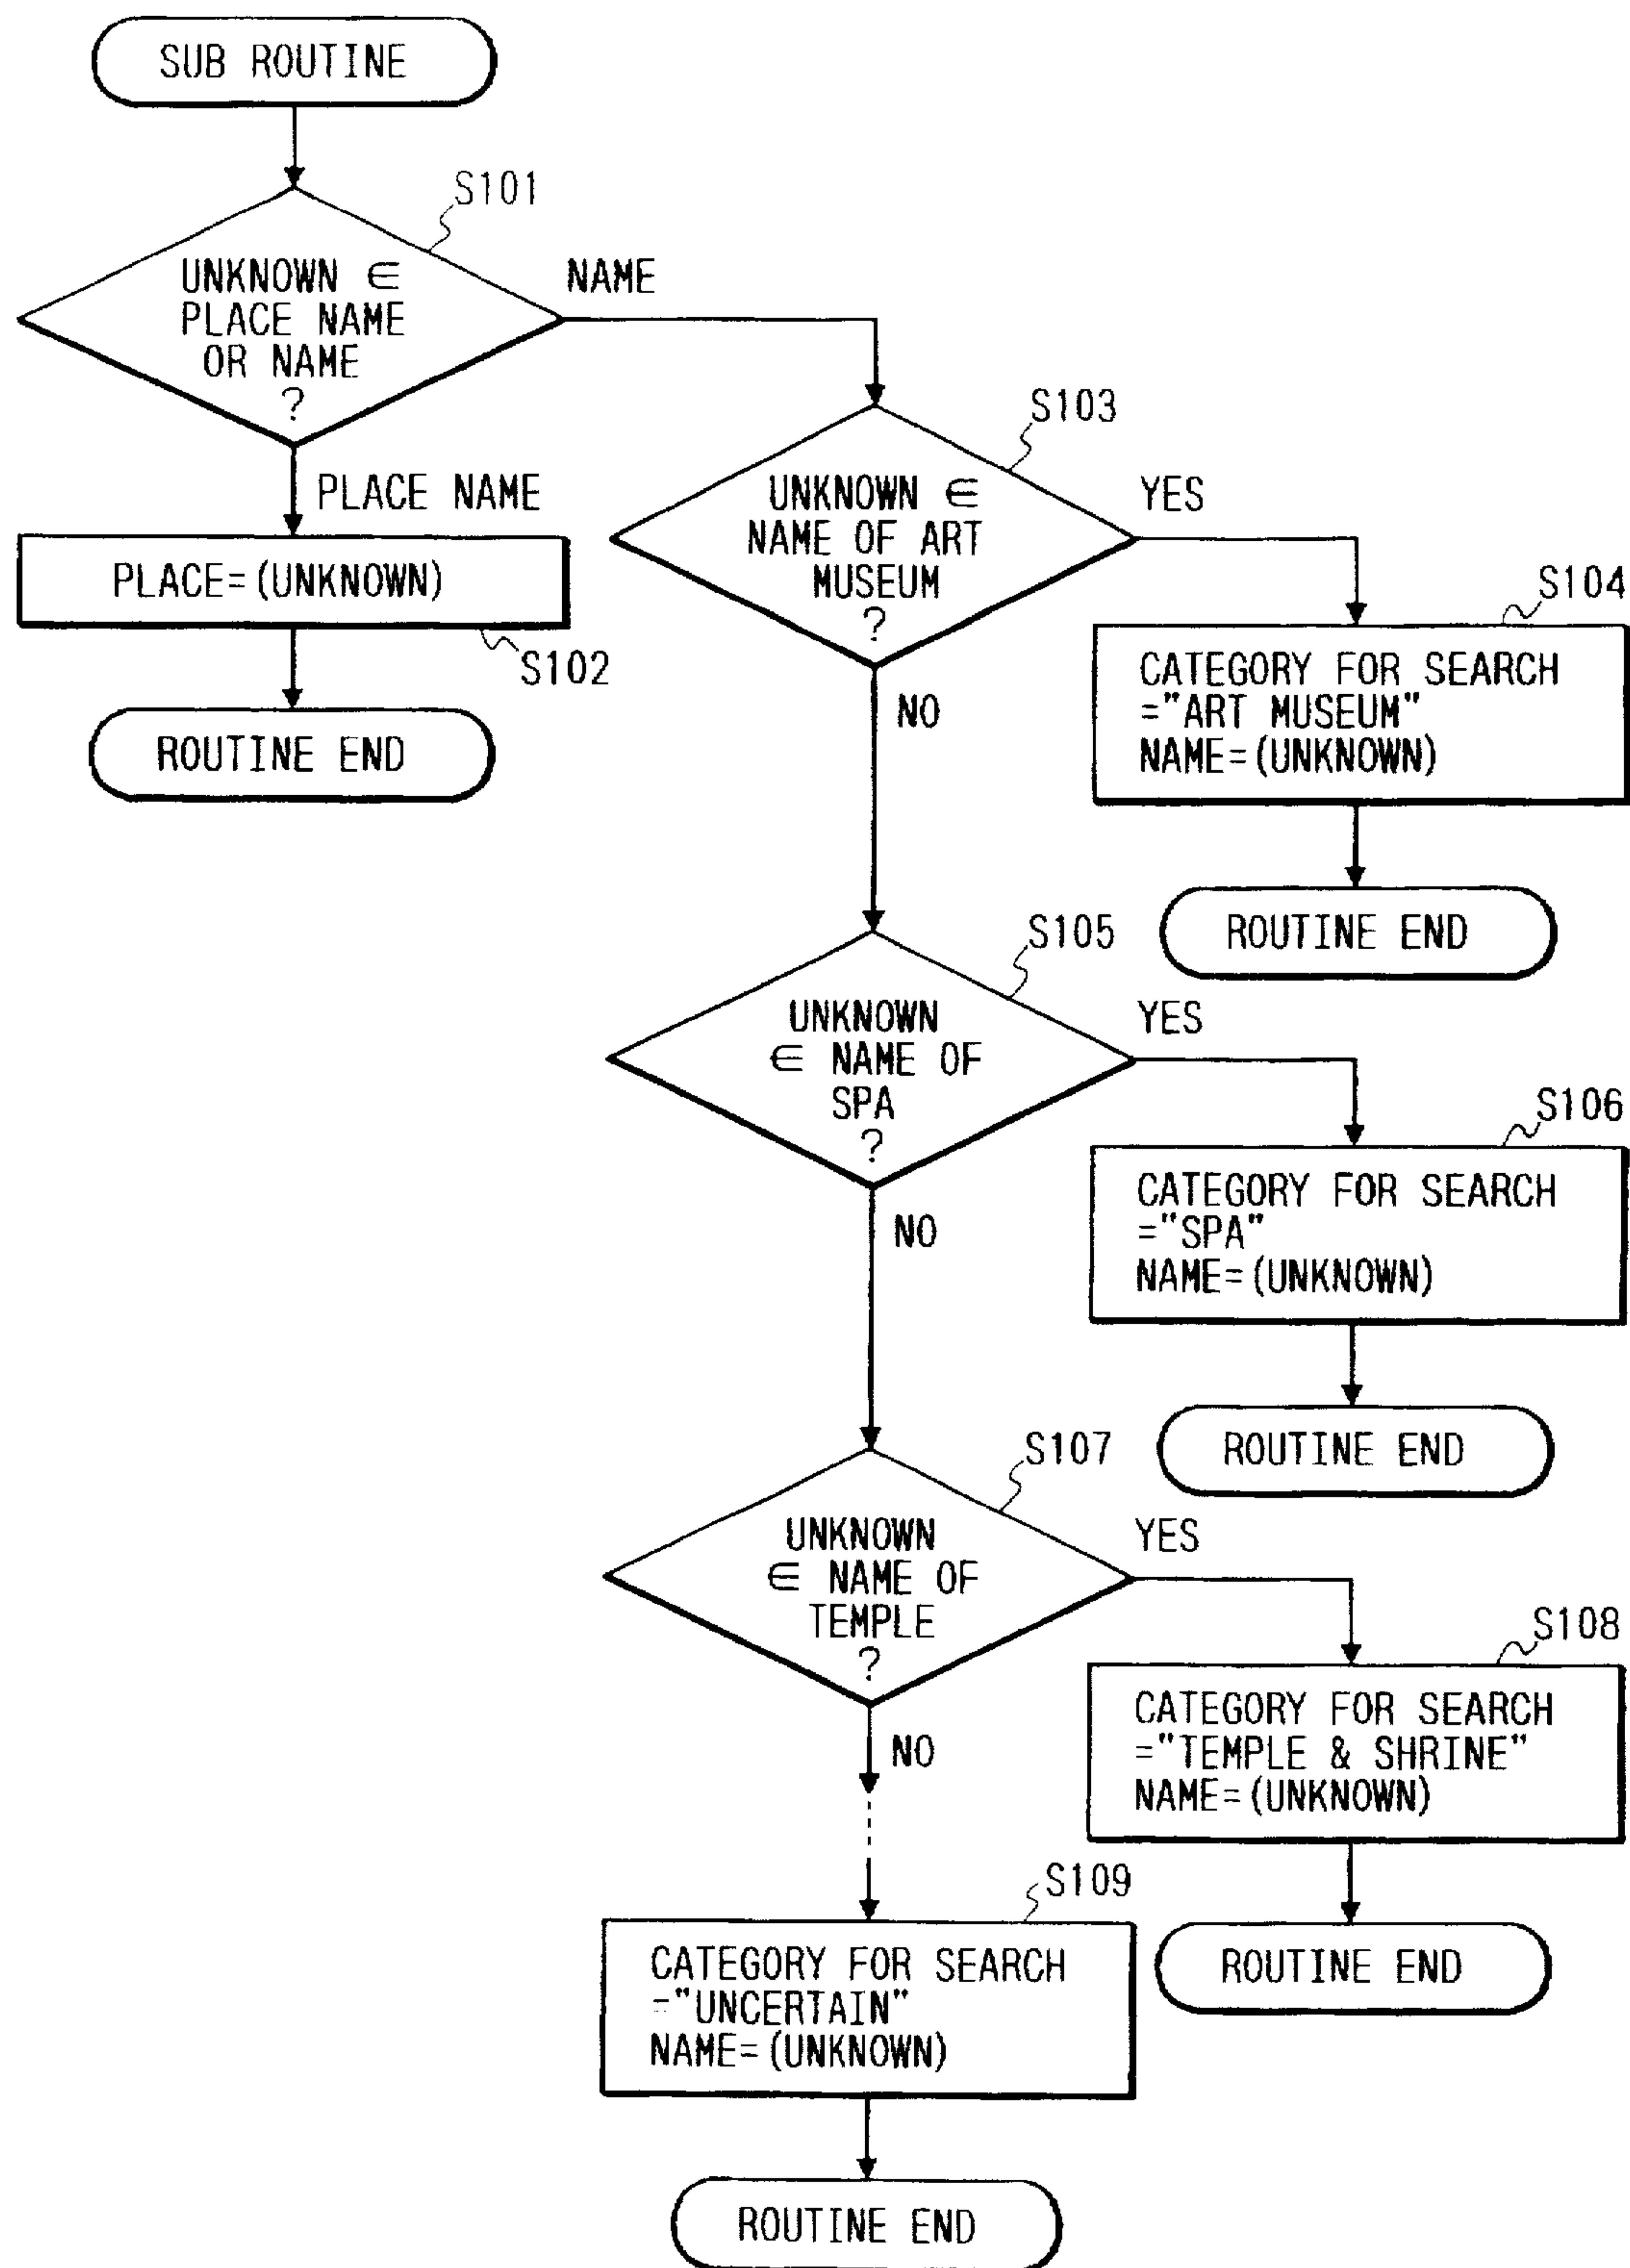 SUB ROUTINE
S101
UNKNOWN ∈
PLACE NAME
OR NAME
?
NAME
PLACE NAME
PLACE=(UNKNOWN)
S102
ROUTINE END
S103
UNKNOWN ∈
NAME OF ART
MUSEUM
?
YES
NO
S104
CATEGORY FOR SEARCH
="ART MUSEUM"
NAME=(UNKNOWN)
ROUTINE END
S105
UNKNOWN
∈ NAME OF
SPA
?
YES
NO
S106
CATEGORY FOR SEARCH
="SPA"
NAME=(UNKNOWN)
ROUTINE END
S107
UNKNOWN
∈ NAME OF
TEMPLE
?
YES
NO
S108
CATEGORY FOR SEARCH
="TEMPLE & SHRINE"
NAME=(UNKNOWN)
ROUTINE END
S109
CATEGORY FOR SEARCH
="UNCERTAIN"
NAME=(UNKNOWN)
ROUTINE END